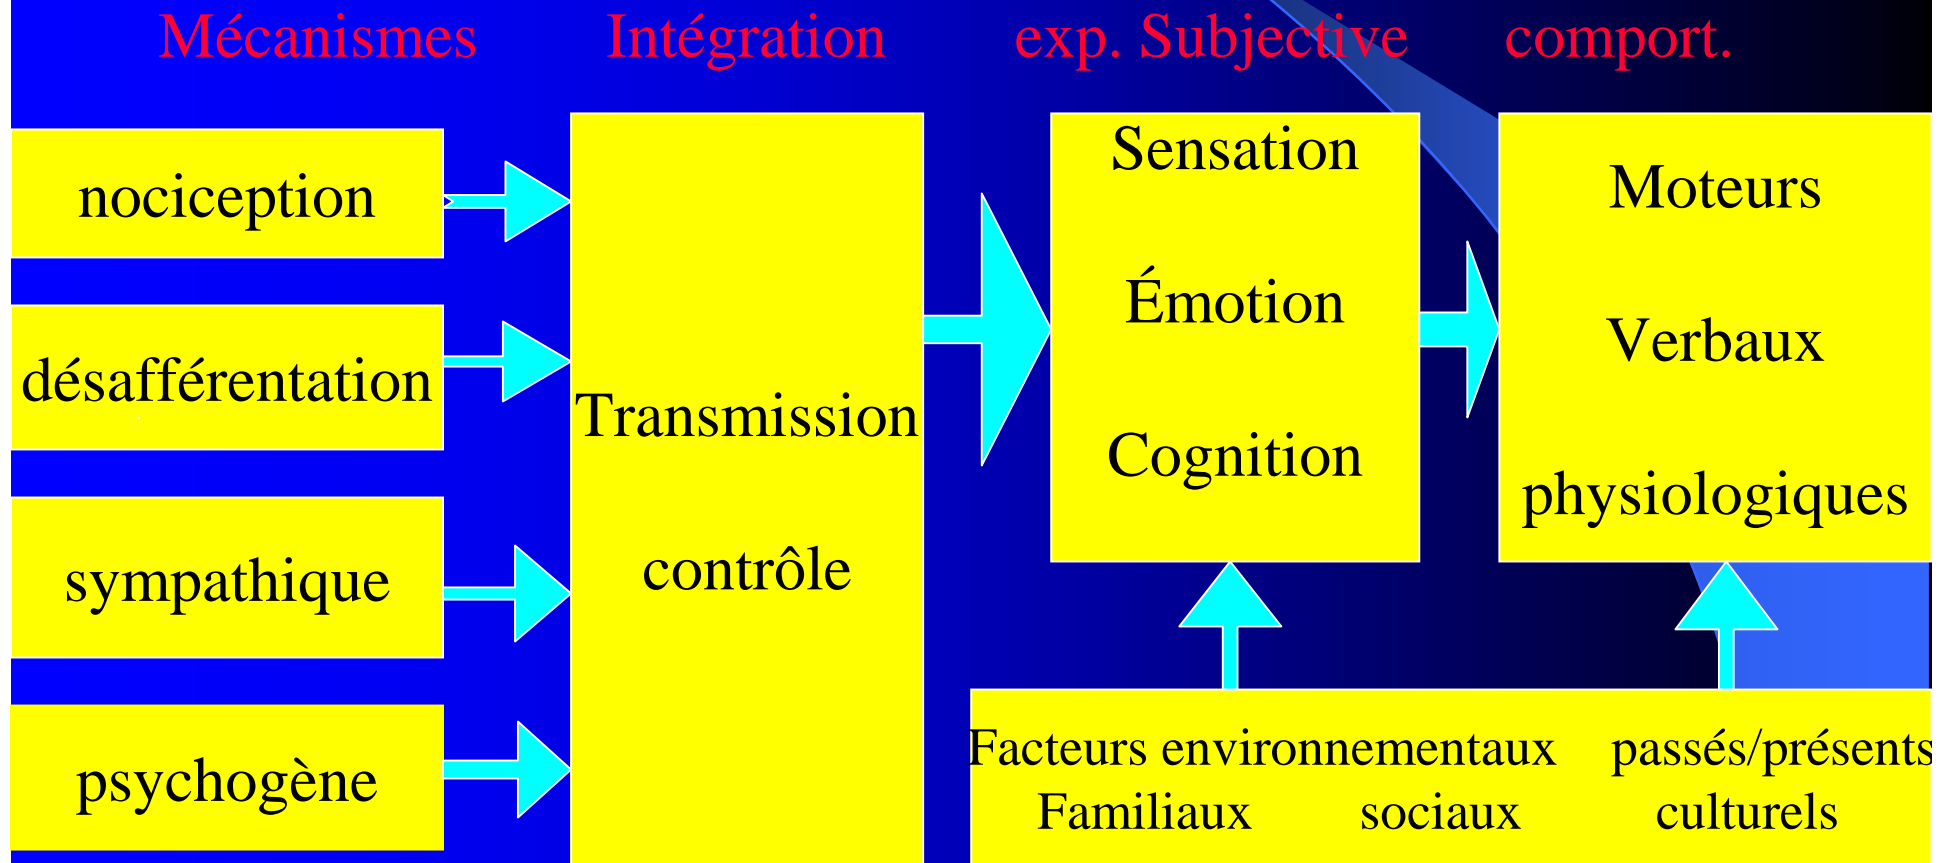 Mécanismes Intégration exp. Subjective comport.
nociception
désafférentation
sympathique
psychogène
Transmission
contrôle
Sensation
Émotion
Cognition
Moteurs
Verbaux
physiologiques
Facteurs environnementaux passés/présents
Familiaux sociaux culturels